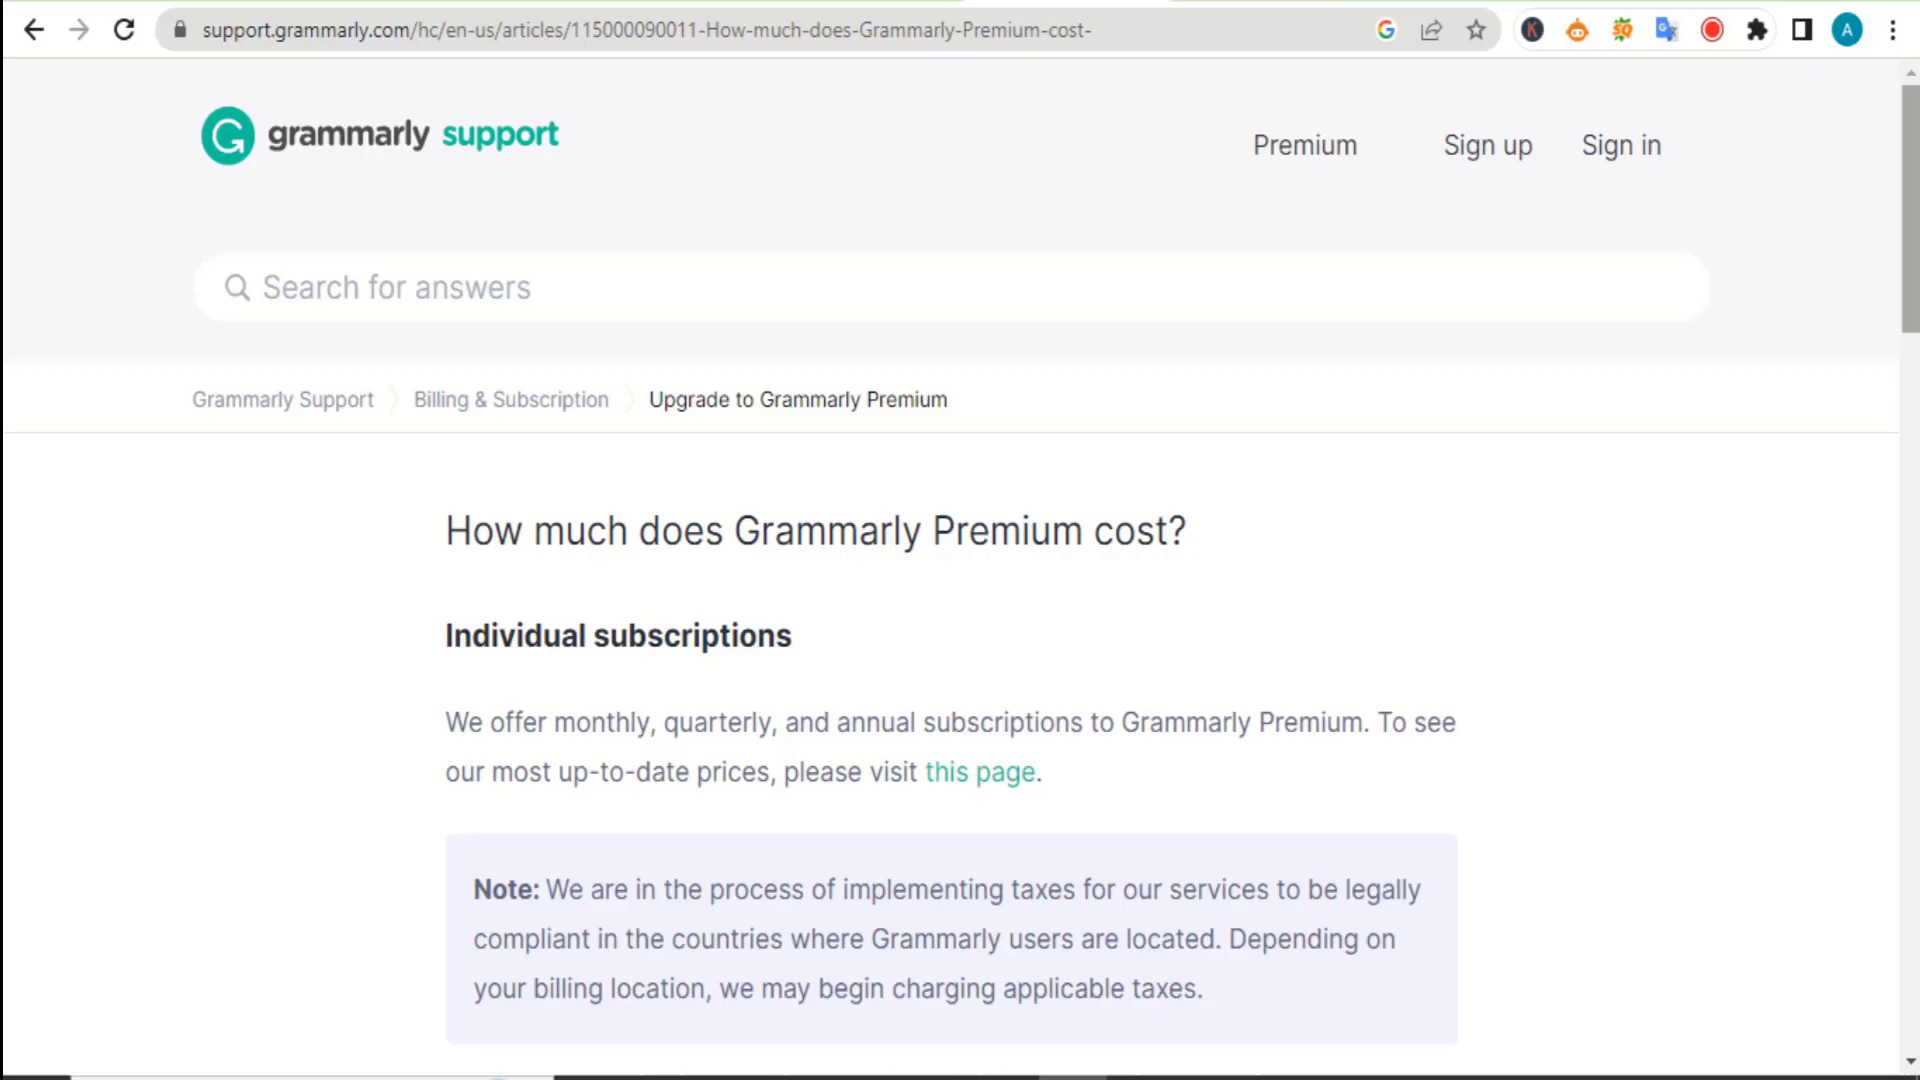 support.grammarly.com/hc/en-us/articles/115000090011-How-much-does-Grammarly-Premium-cost-
A
grammarly support
Premium
Sign up
Sign in
Search for answers
Grammarly Support
Billing & Subscription
Upgrade to Grammarly Premium
How much does Grammarly Premium cost?
Individual subscriptions
We offer monthly, quarterly, and annual subscriptions to Grammarly Premium. To see
our most up-to-date prices, please visit this page.
Note: We are in the process of implementing taxes for our services to be legally
compliant in the countries where Grammarly users are located. Depending on
your billing location, we may begin charging applicable taxes.